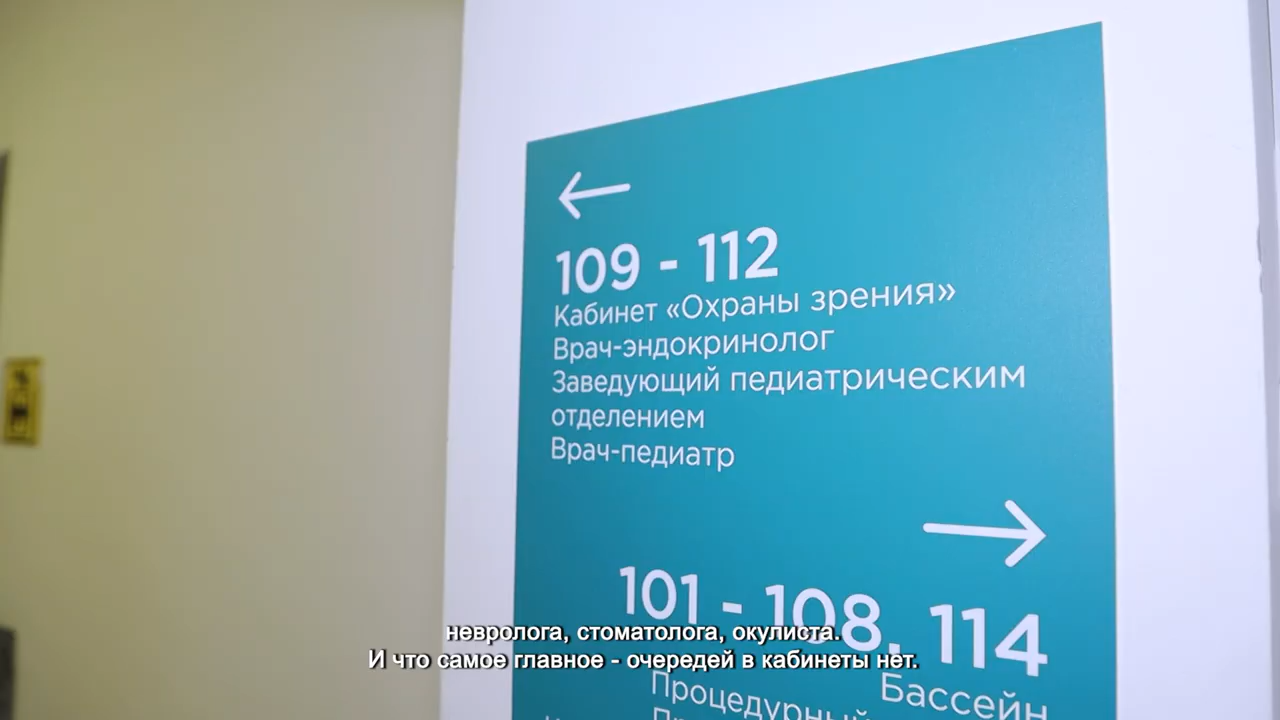 109 - 112
Кабинет «Охраны зрения»
Врач-эндокринолог
Заведующий педиатрическим
отделением
Врач-педиатр
101 - 108, 114
невролога, стоматолога, окулиста.
И что самое главное - очередей в кабинеты нет.
Бассейн
Процедурный